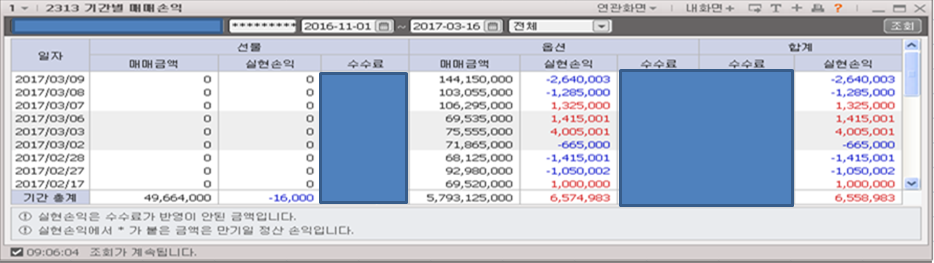 1 2313 기간별 매매손익 연관화면 내화면+ T + ?
********* 2016-11-01 ~ 2017-03-16 전체 조회
일자 선물 옵션 합계
매매금액 실현손익 수수료 매매금액 실현손익 수수료 수수료 실현손익
2017/03/09 0 0 144,150,000 -2,640,003 -2,640,003
2017/03/08 0 0 103,055,000 -1,285,000 -1,285,000
2017/03/07 0 0 106,295,000 1,325,000 1,325,000
2017/03/06 0 0 69,535,000 1,415,001 1,415,001
2017/03/03 0 0 75,555,000 4,005,001 4,005,001
2017/03/02 0 0 71,865,000 -665,000 -665,000
2017/02/28 0 0 68,125,000 -1,415,001 -1,415,001
2017/02/27 0 0 92,980,000 -1,050,002 -1,050,002
2017/02/17 0 0 69,520,000 1,000,000 1,000,000
기간 총계 49,664,000 -16,000 5,793,125,000 6,574,983 6,558,983
① 실현손익은 수수료가 반영이 안된 금액입니다.
① 실현손익에서 * 가 붙은 금액은 만기일 정산 손익입니다.
09:06:04 조회가 계속됩니다.